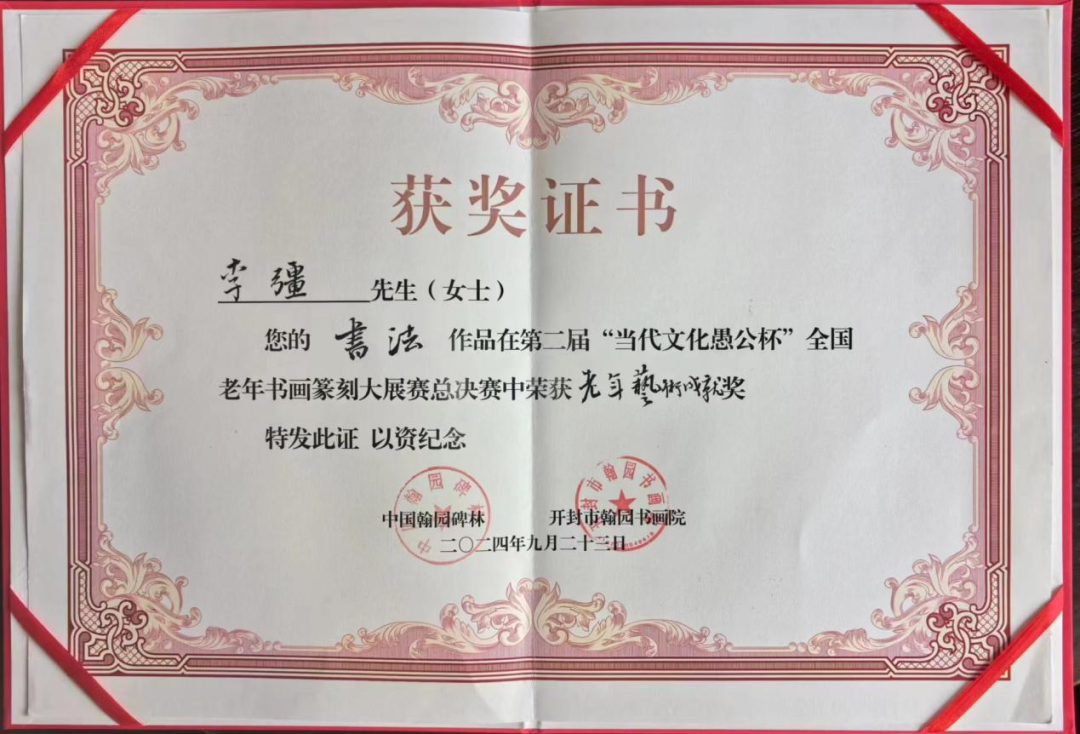 获奖证书
李疆 先生（女士）
您的 書法 作品在第二届“当代文化愚公杯”全国
老年书画篆刻大展赛总决赛中荣获 老年藝術成就奖
特发此证 以资纪念
中国翰园碑林 开封市翰园书画院
二〇二四年九月二十三日